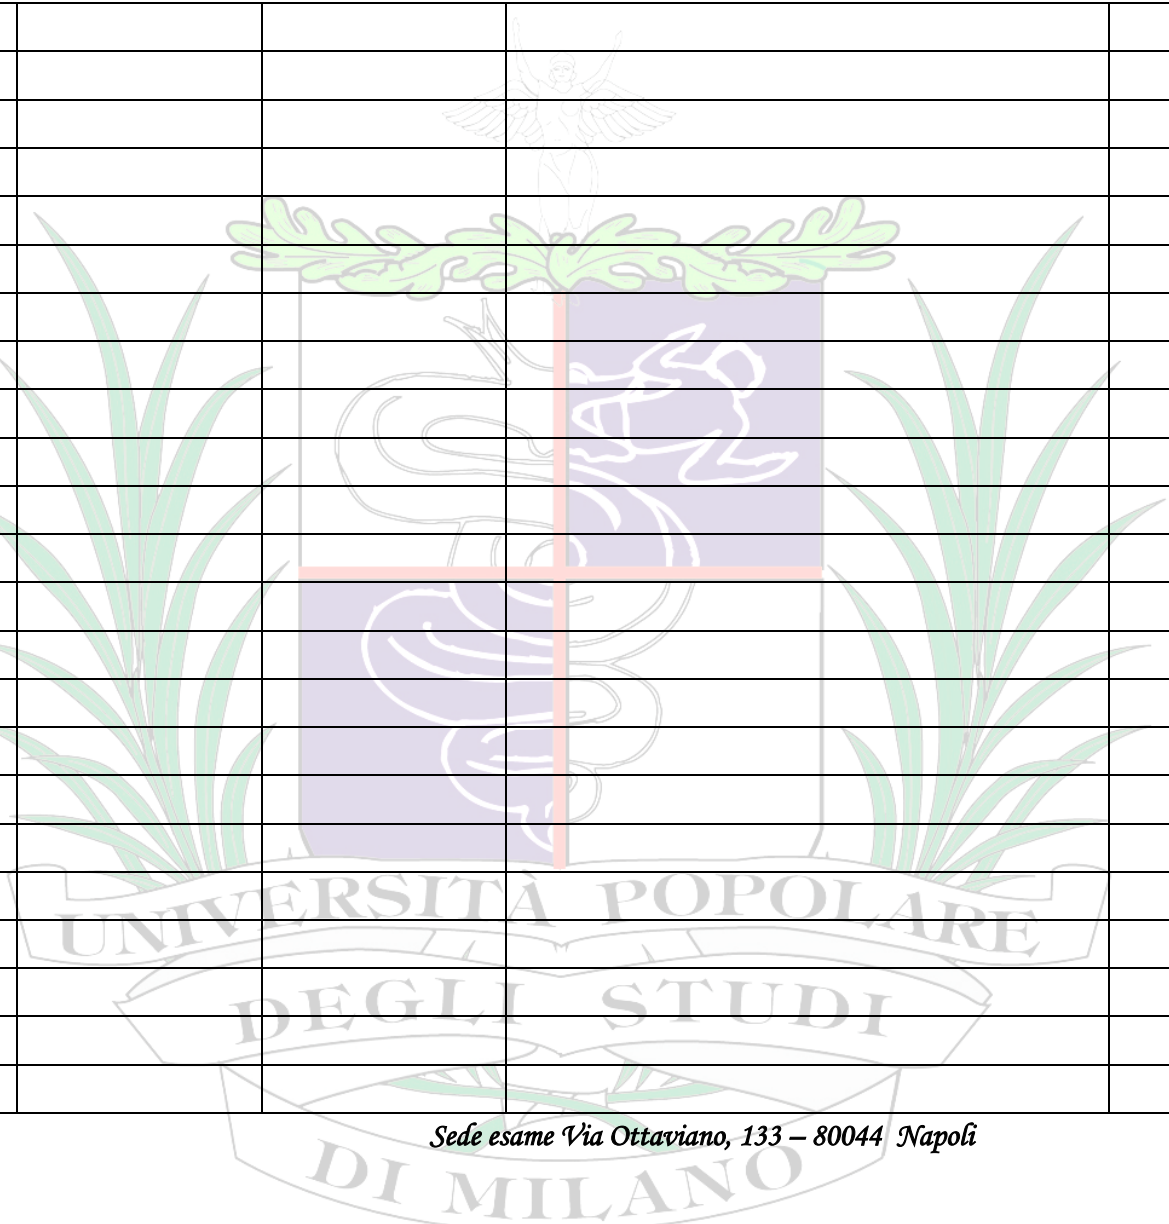 UNIVERSITÀ POPOLARE
DEGLI STUDI
Sede esame Via Ottaviano, 133 – 80044 Napoli
DI MILANO